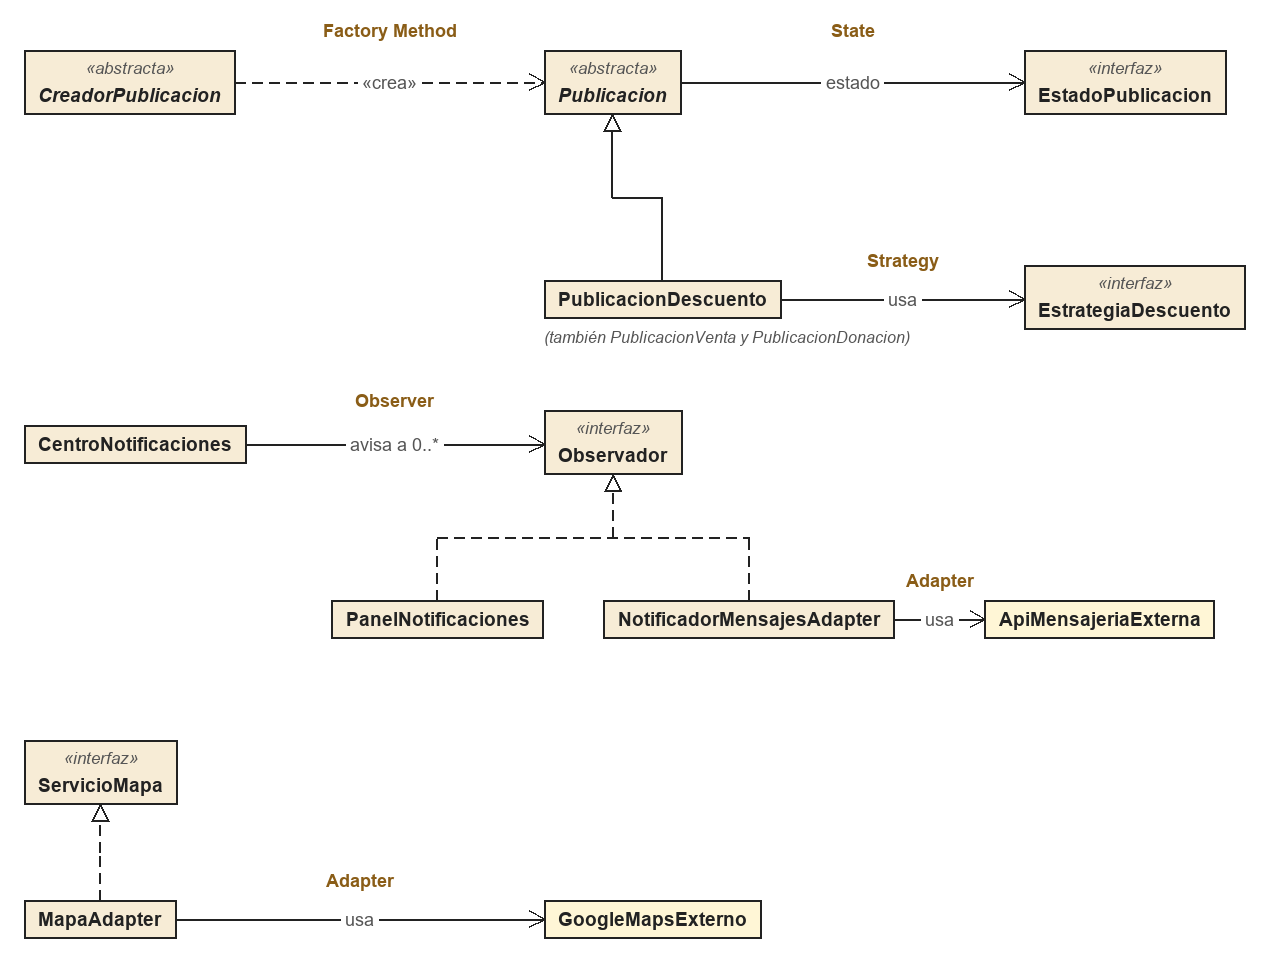 Factory Method
State
«abstracta»
CreadorPublicacion
«crea»
«abstracta»
Publicacion
estado
«interfaz»
EstadoPublicacion
Strategy
PublicacionDescuento
usa
«interfaz»
EstrategiaDescuento
(también PublicacionVenta y PublicacionDonacion)
Observer
CentroNotificaciones
avisa a 0..*
«interfaz»
Observador
Adapter
PanelNotificaciones
NotificadorMensajesAdapter
usa
ApiMensajeriaExterna
«interfaz»
ServicioMapa
Adapter
MapaAdapter
usa
GoogleMapsExterno